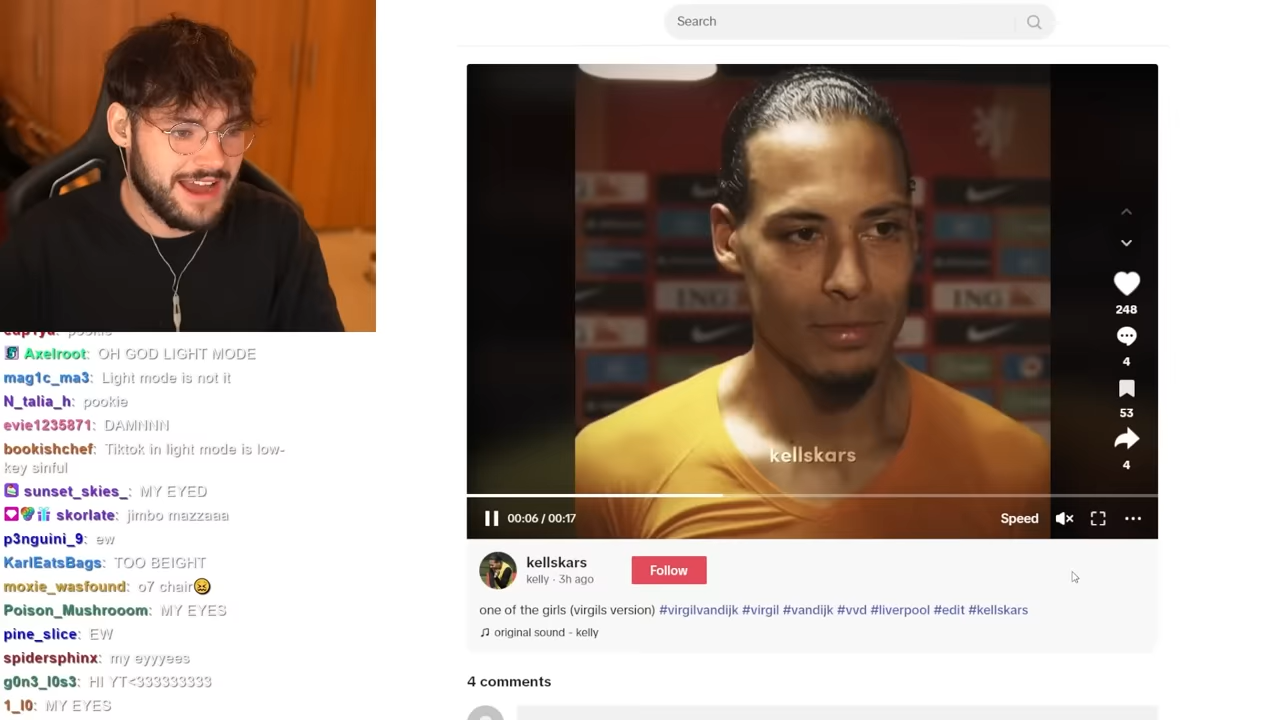 Search
ING
ING
kellskars
248
4
53
4
00:06 / 00:17
Speed
kellskars
kelly · 3h ago
Follow
one of the girls (virgils version) #virgilvandijk #virgil #vandijk #vvd #liverpool #edit #kellskars
original sound - kelly
4 comments
Axelroot: OH GOD LIGHT MODE
mag1c_ma3: Light mode is not it
N_talia_h: pookie
evie1235871: DAMNNN
bookishchef: Tiktok in light mode is low-
key sinful
sunset_skies_: MY EYED
skorlate: jimbo mazzaaa
p3nguini_9: ew
KarlEatsBags: TOO BEIGHT
moxie_wasfound: o7 chair
Poison_Mushrooom: MY EYES
pine_slice: EW
spidersphinx: my eyyyees
g0n3_l0s3: HI YT<333333333
1_l0: MY EYES